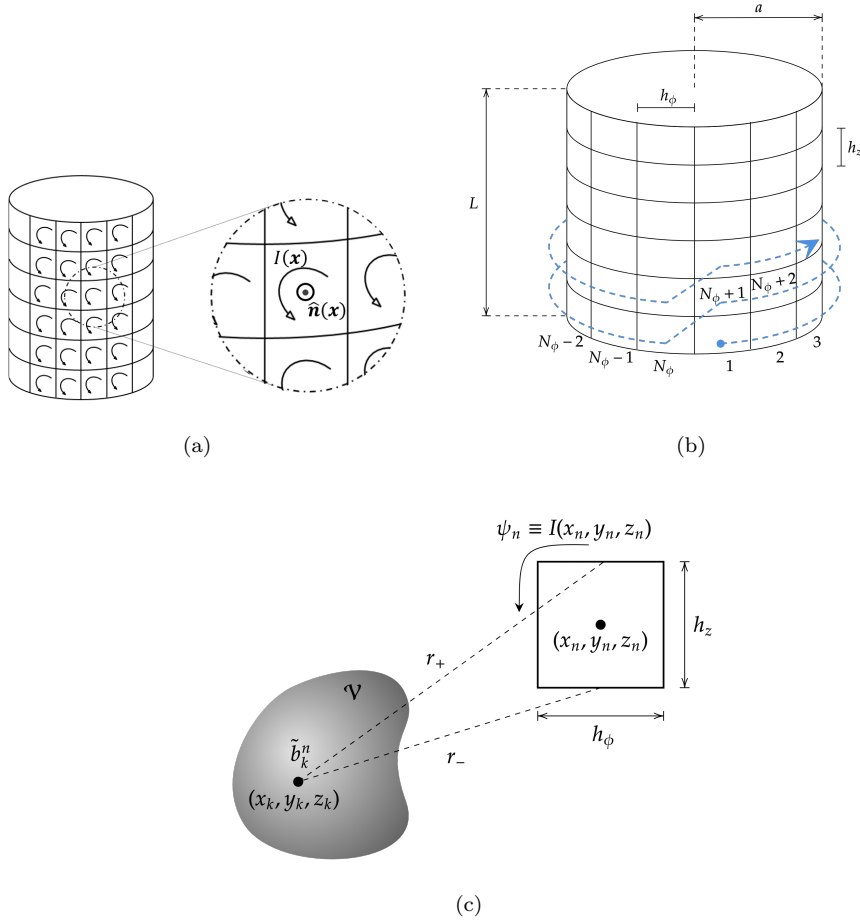 I(𝒙)
n̂(𝒙)
(a)
a
h_ϕ
h_z
L
N_ϕ+1
N_ϕ+2
N_ϕ−2
N_ϕ−1
N_ϕ
1
2
3
(b)
ψ_n ≡ I(x_n, y_n, z_n)
(x_n, y_n, z_n)
h_z
h_ϕ
r_+
r_−
𝒱
b̃_k^n
(x_k, y_k, z_k)
(c)